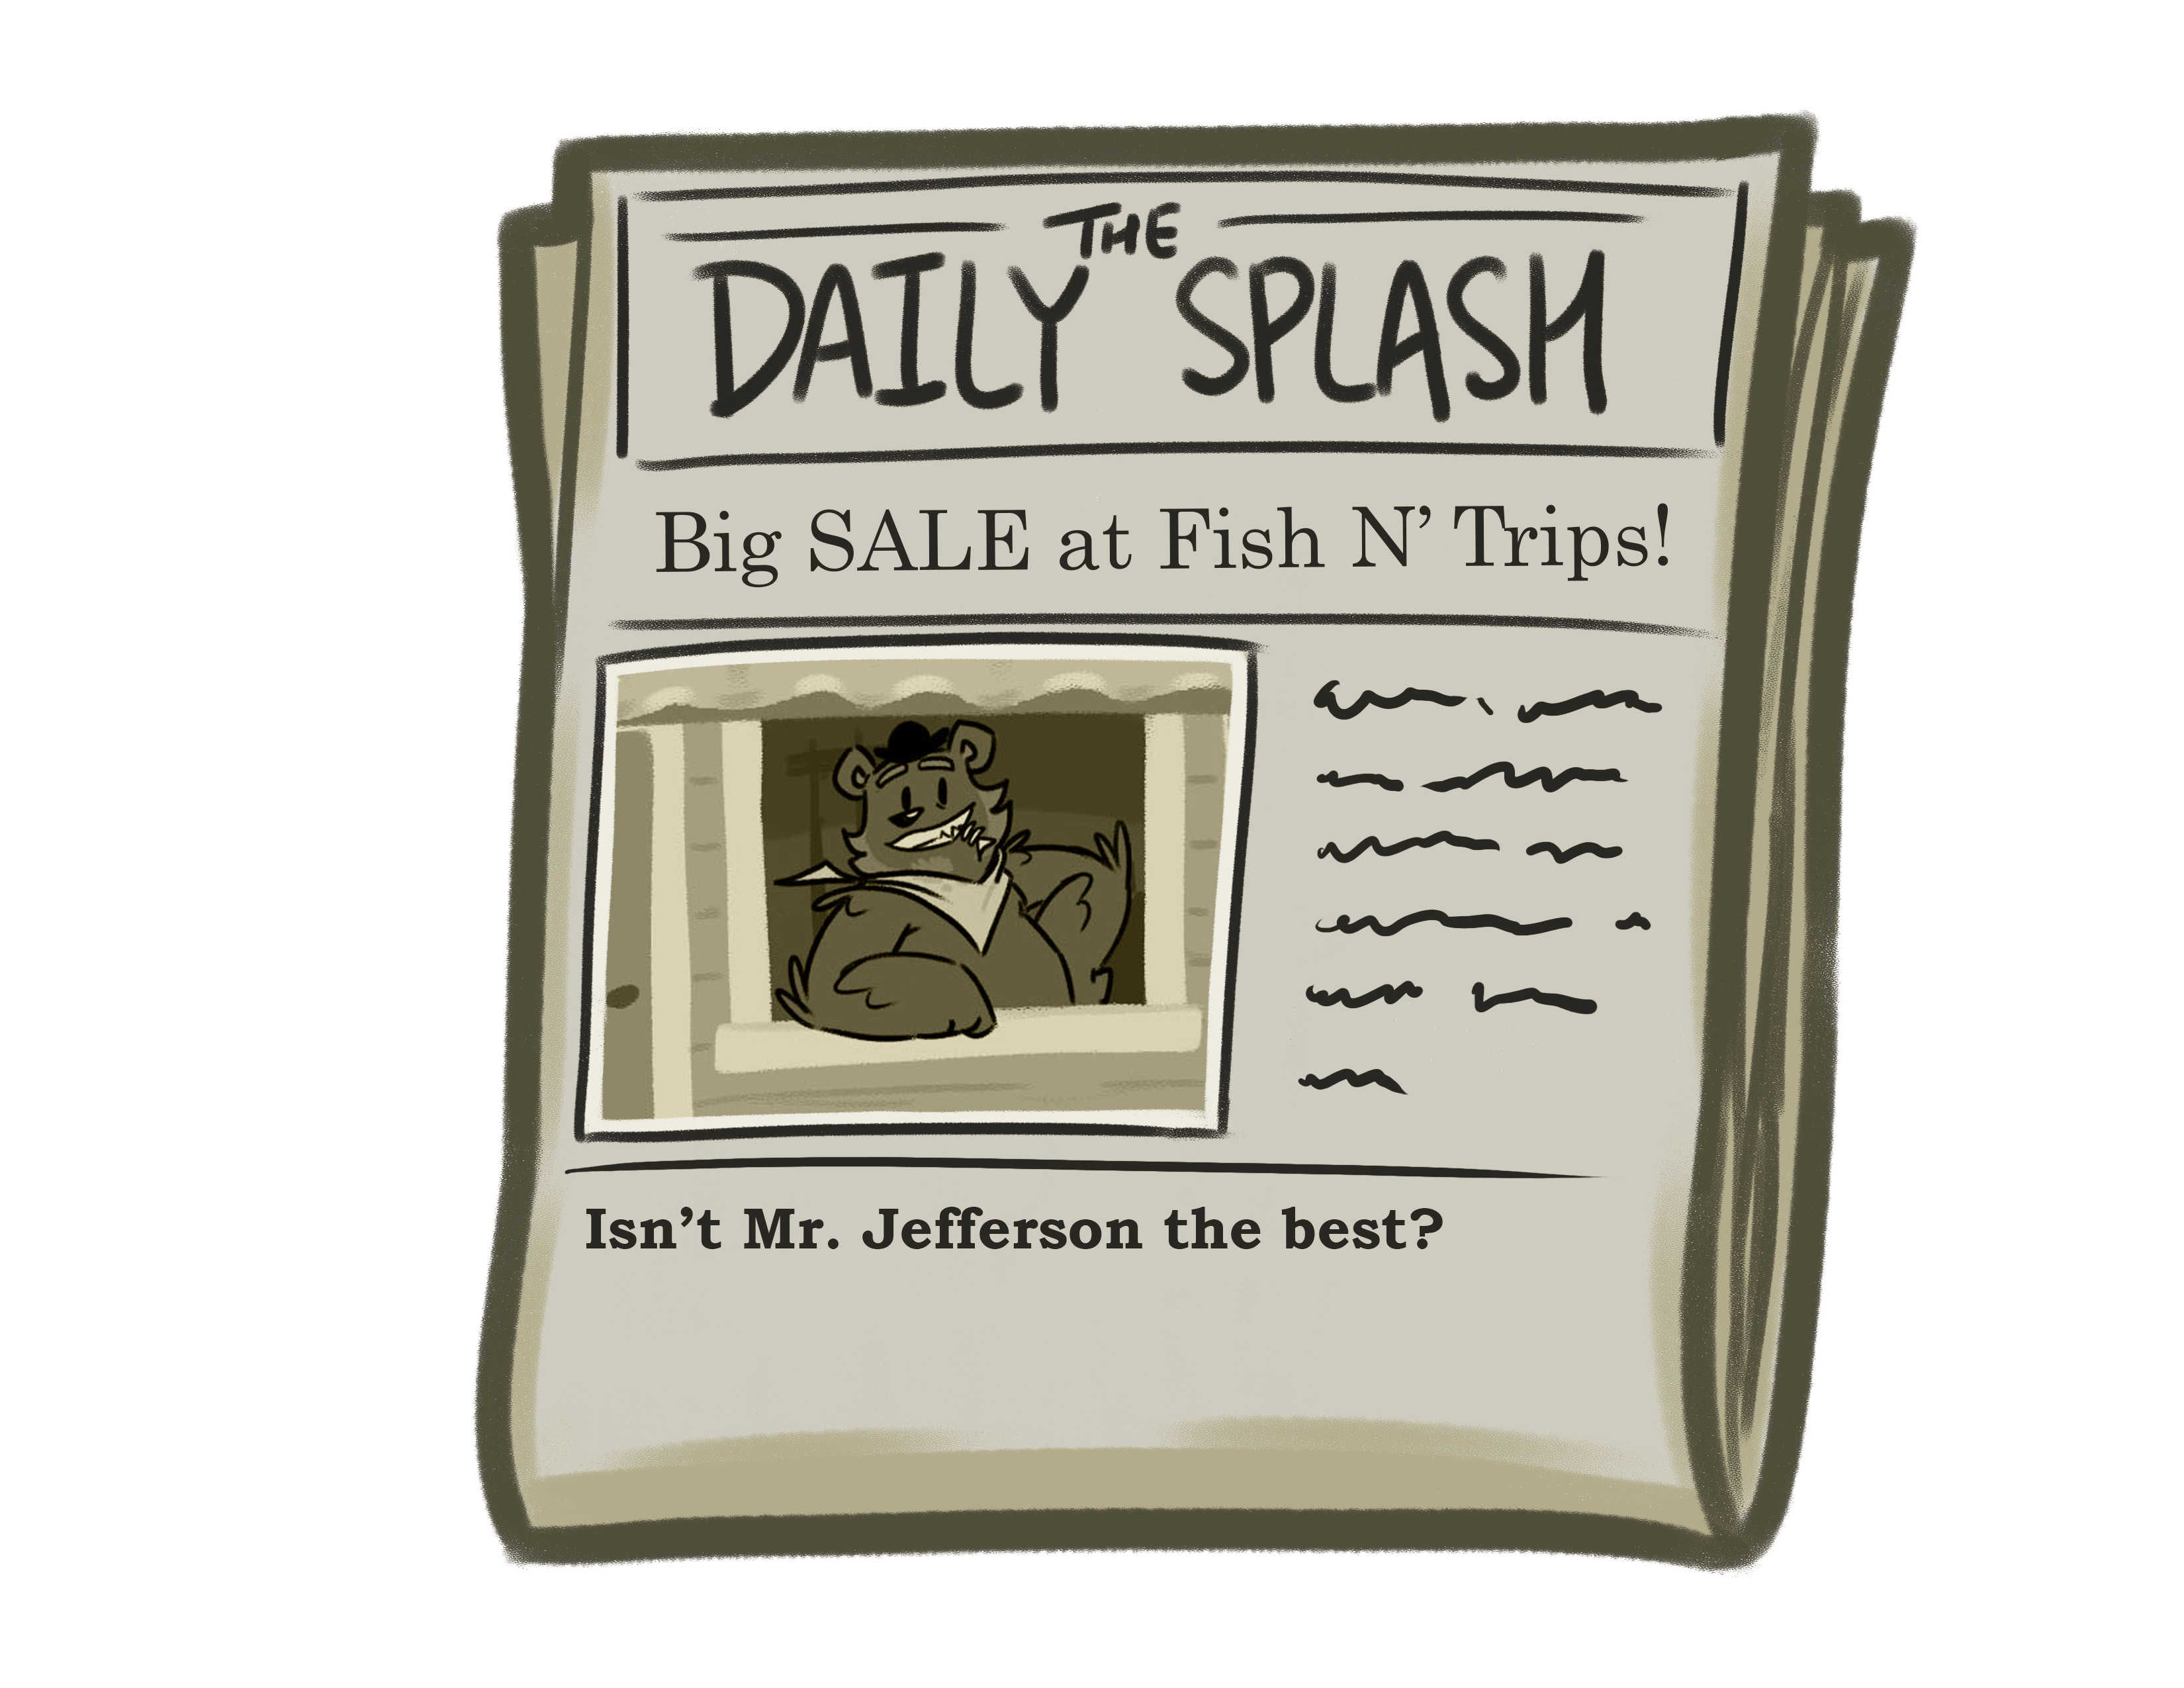 THE
DAILY SPLASH
Big SALE at Fish N’ Trips!
Isn’t Mr. Jefferson the best?